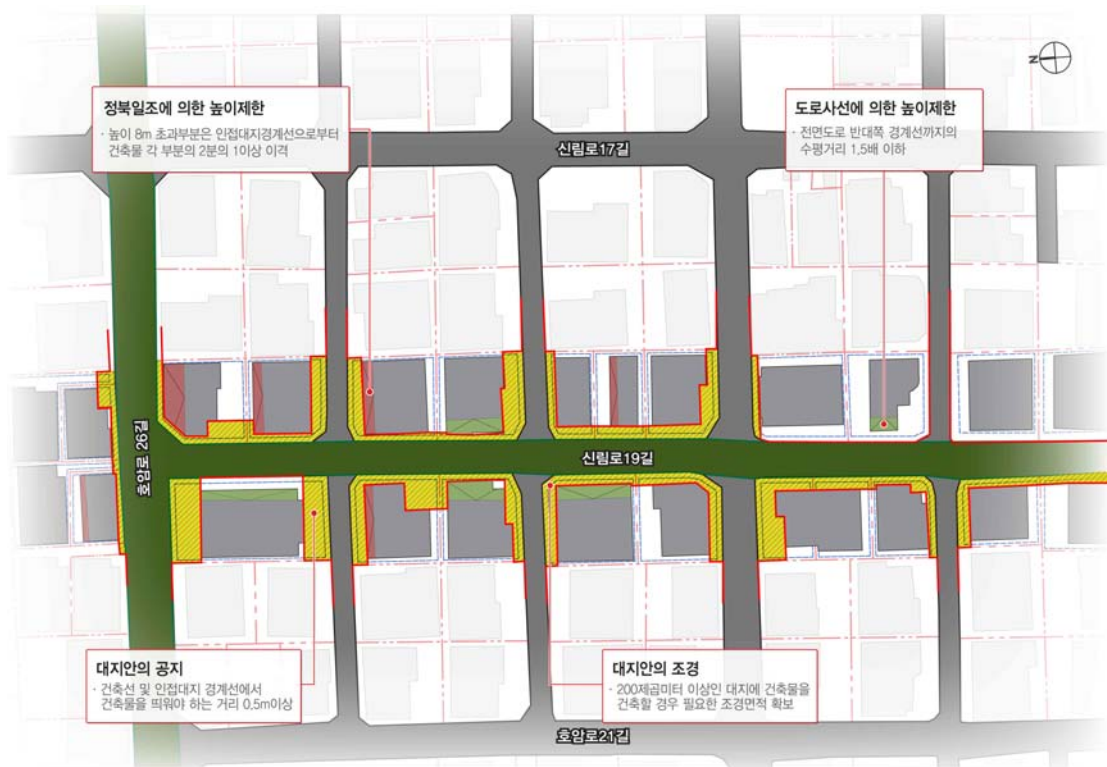 N
정북일조에 의한 높이제한
· 높이 8m 초과부분은 인접대지경계선으로부터
건축물 각 부분의 2분의 1이상 이격
도로사선에 의한 높이제한
· 전면도로 반대쪽 경계선까지의
수평거리 1.5배 이하
신림로17길
호암로 26길
신림로19길
대지안의 공지
· 건축선 및 인접대지 경계선에서
건축물을 띄워야 하는 거리 0.5m이상
대지안의 조경
· 200제곱미터 이상인 대지에 건축물을
건축할 경우 필요한 조경면적 확보
호암로21길